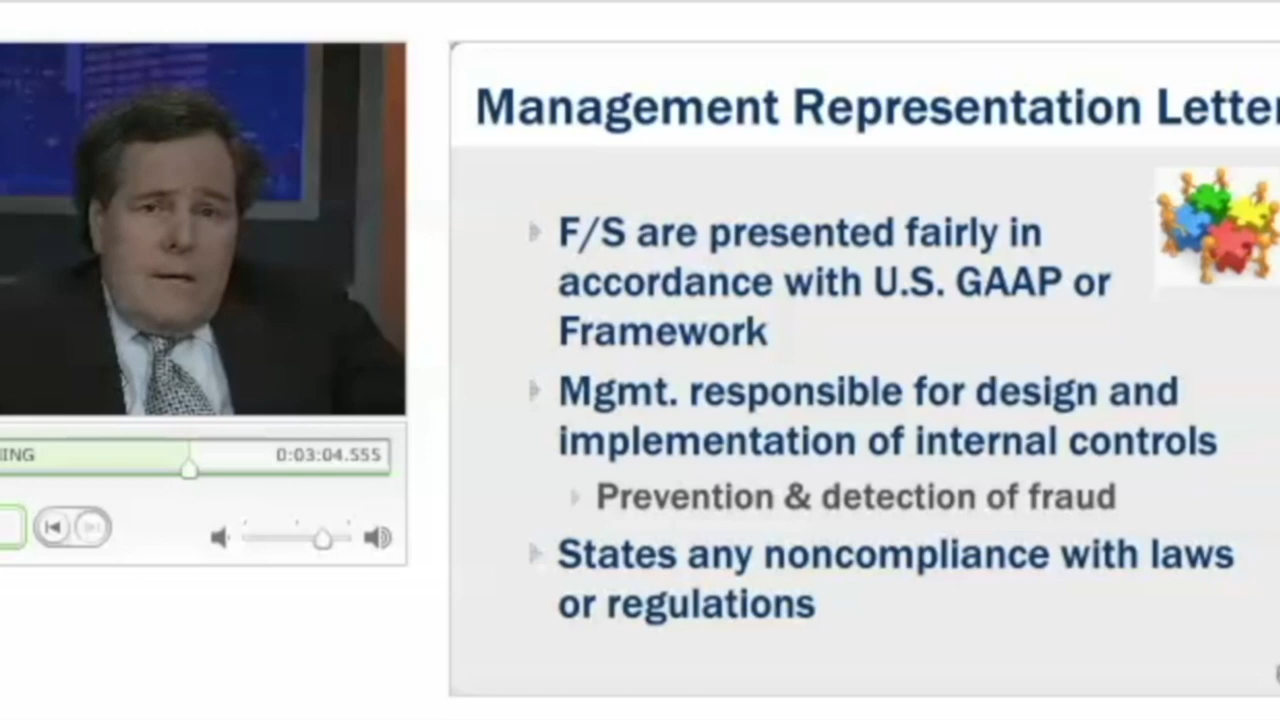 Management Representation Letter
F/S are presented fairly in
accordance with U.S. GAAP or
Framework
Mgmt. responsible for design and
implementation of internal controls
Prevention & detection of fraud
States any noncompliance with laws
or regulations
ING 0:03:04.555